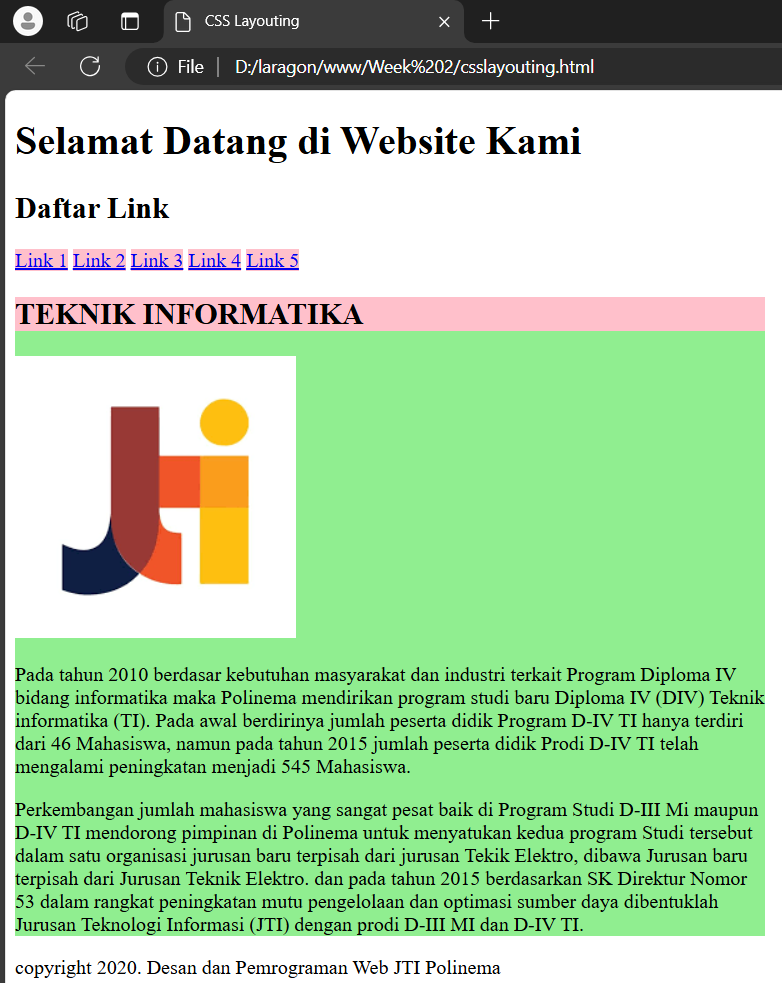 CSS Layouting
File | D:/laragon/www/Week%202/csslayouting.html
Selamat Datang di Website Kami
Daftar Link
Link 1 Link 2 Link 3 Link 4 Link 5
TEKNIK INFORMATIKA
Jti
Pada tahun 2010 berdasar kebutuhan masyarakat dan industri terkait Program Diploma IV
bidang informatika maka Polinema mendirikan program studi baru Diploma IV (DIV) Teknik
informatika (TI). Pada awal berdirinya jumlah peserta didik Program D-IV TI hanya terdiri
dari 46 Mahasiswa, namun pada tahun 2015 jumlah peserta didik Prodi D-IV TI telah
mengalami peningkatan menjadi 545 Mahasiswa.
Perkembangan jumlah mahasiswa yang sangat pesat baik di Program Studi D-III Mi maupun
D-IV TI mendorong pimpinan di Polinema untuk menyatukan kedua program Studi tersebut
dalam satu organisasi jurusan baru terpisah dari jurusan Tekik Elektro, dibawa Jurusan baru
terpisah dari Jurusan Teknik Elektro. dan pada tahun 2015 berdasarkan SK Direktur Nomor
53 dalam rangkat peningkatan mutu pengelolaan dan optimasi sumber daya dibentuklah
Jurusan Teknologi Informasi (JTI) dengan prodi D-III MI dan D-IV TI.
copyright 2020. Desan dan Pemrograman Web JTI Polinema